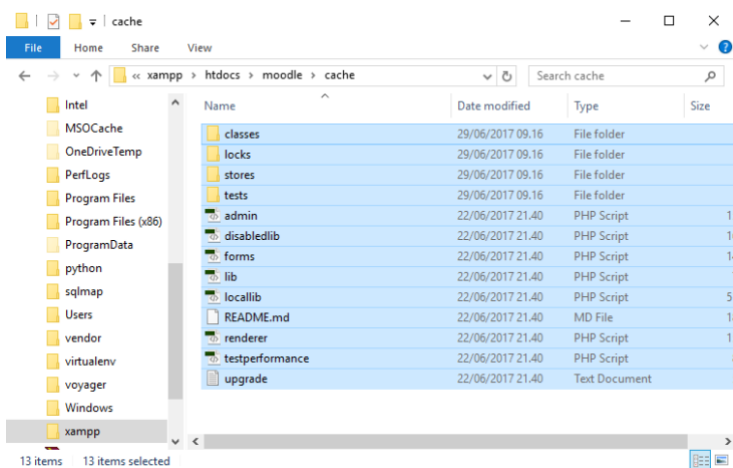 cache
File Home Share View
« xampp > htdocs > moodle > cache
Search cache
Intel
MSOCache
OneDriveTemp
PerfLogs
Program Files
Program Files (x86)
ProgramData
python
sqlmap
Users
vendor
virtualenv
voyager
Windows
xampp
Name Date modified Type Size
classes 29/06/2017 09.16 File folder
locks 29/06/2017 09.16 File folder
stores 29/06/2017 09.16 File folder
tests 29/06/2017 09.16 File folder
admin 22/06/2017 21.40 PHP Script
disabledlib 22/06/2017 21.40 PHP Script
forms 22/06/2017 21.40 PHP Script
lib 22/06/2017 21.40 PHP Script
locallib 22/06/2017 21.40 PHP Script
README.md 22/06/2017 21.40 MD File
renderer 22/06/2017 21.40 PHP Script
testperformance 22/06/2017 21.40 PHP Script
upgrade 22/06/2017 21.40 Text Document
13 items 13 items selected